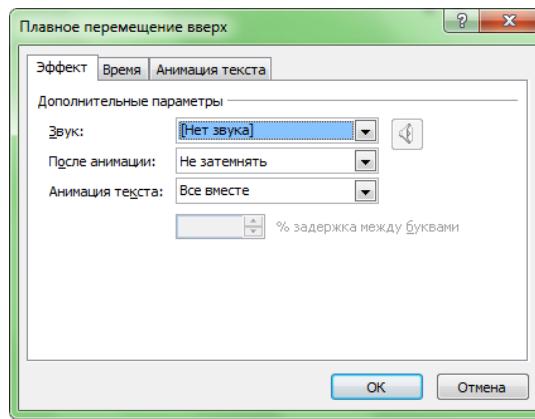 Плавное перемещение вверх
Эффект Время Анимация текста
Дополнительные параметры
Звук: [Нет звука]
После анимации: Не затемнять
Анимация текста: Все вместе
% задержка между буквами
ОК Отмена